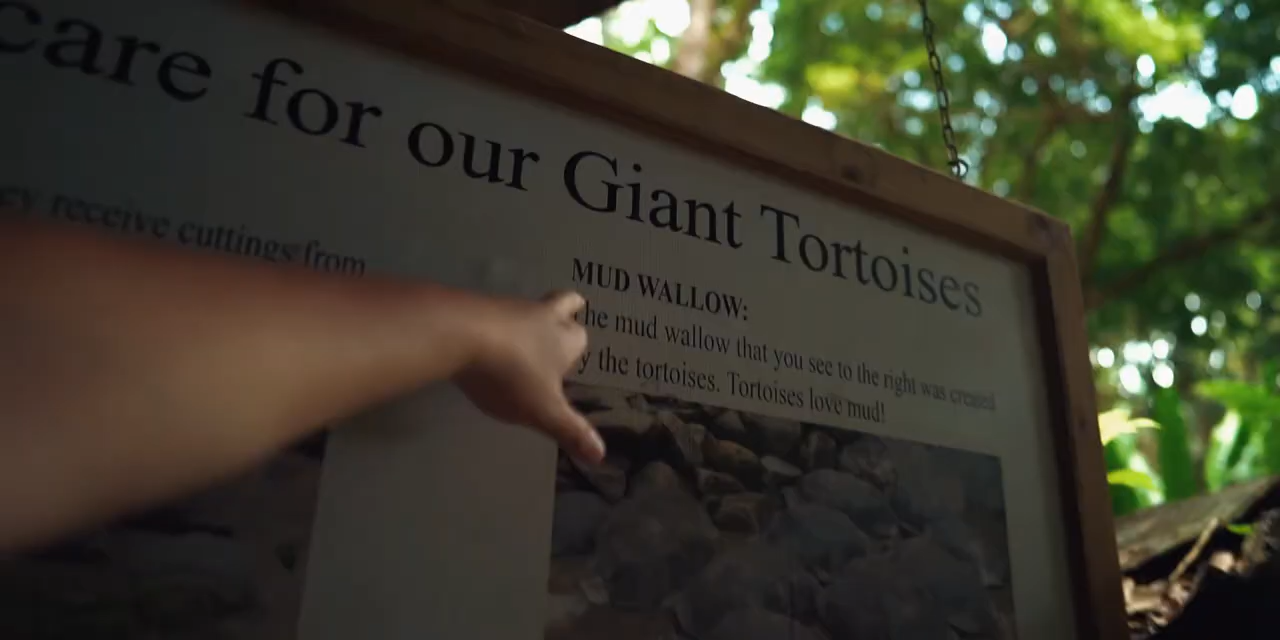 care for our Giant Tortoises
ey receive cuttings from
MUD WALLOW:
he mud wallow that you see to the right was created
y the tortoises. Tortoises love mud!